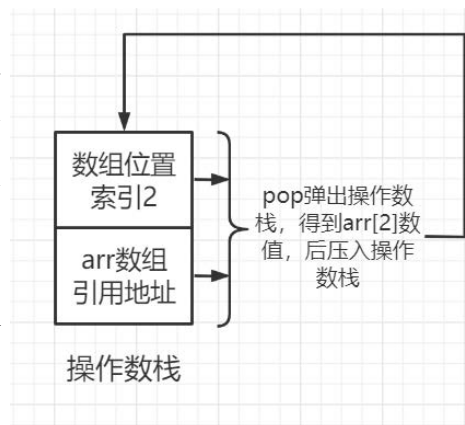 数组位置
索引2
arr数组
引用地址
pop弹出操作数
栈，得到arr[2]数
值，后压入操作
数栈
操作数栈